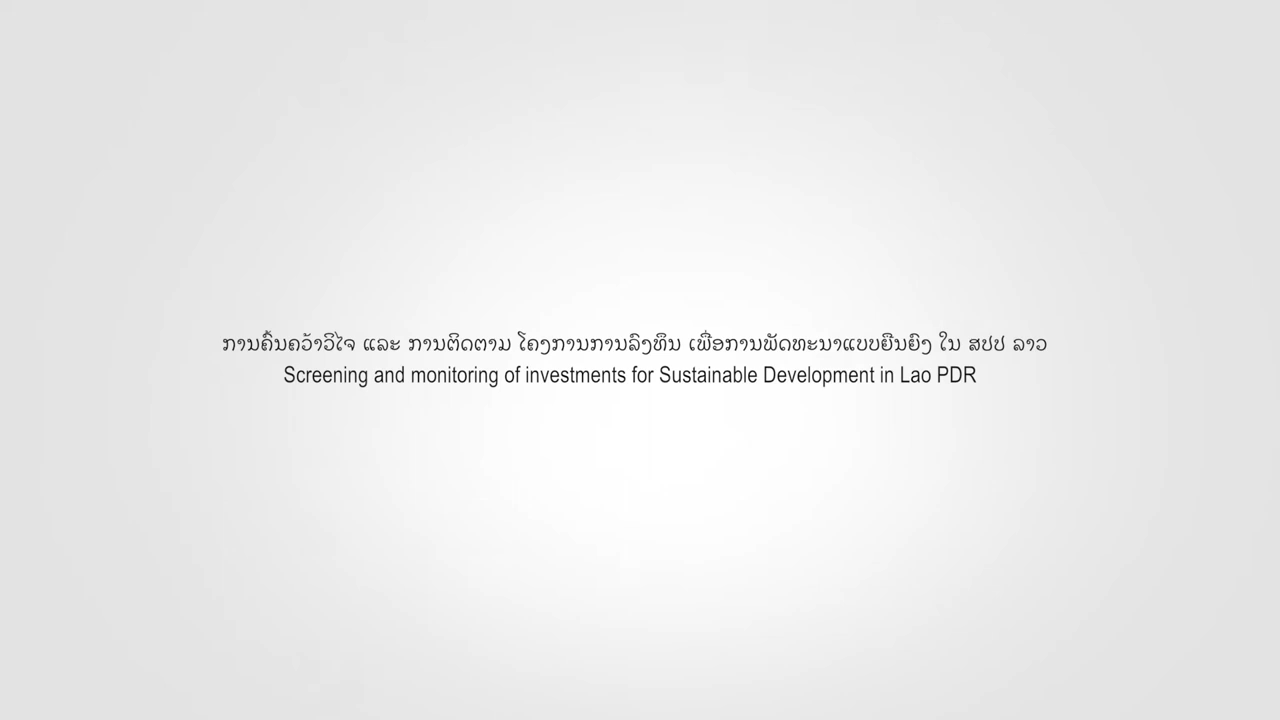 ການຄົ້ນຄວ້າວິໄຈ ແລະ ການຕິດຕາມ ໂຄງການການລົງທຶນ ເພື່ອການພັດທະນາແບບຍືນຍົງ ໃນ ສປປ ລາວ
Screening and monitoring of investments for Sustainable Development in Lao PDR